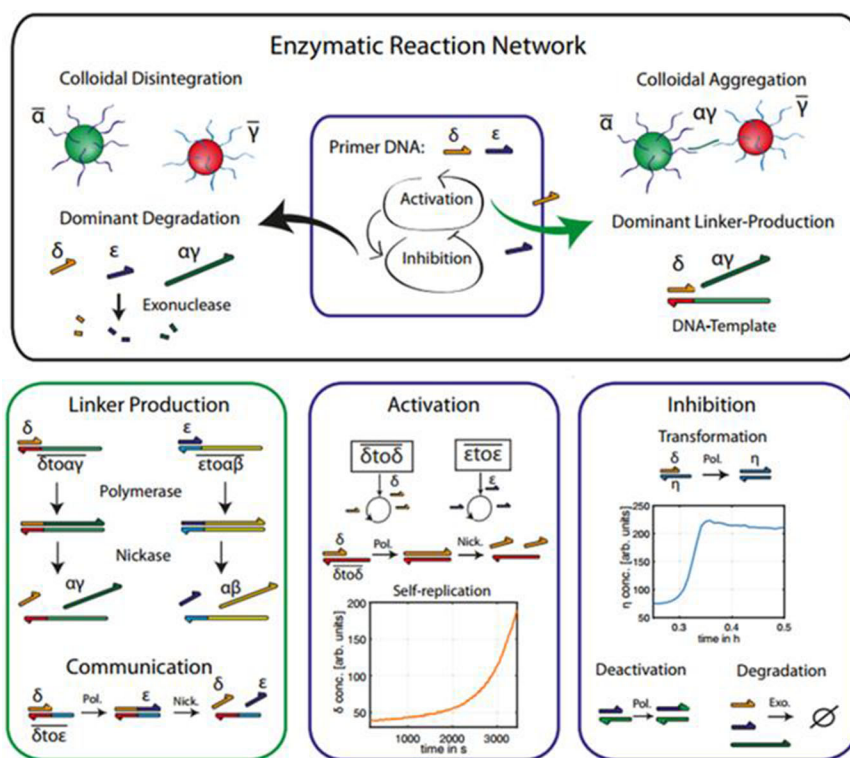 Enzymatic Reaction Network
Colloidal Disintegration
α̅
γ̅
Dominant Degradation
δ ε αγ
Exonuclease
Primer DNA: δ ε
Activation
Inhibition
Colloidal Aggregation
α̅ αγ γ̅
Dominant Linker-Production
δ αγ
DNA-Template
Linker Production
δ ε
δtoαγ εtoαβ
Polymerase
Nickase
αγ αβ
Communication
δ Pol. ε Nick. δ ε
δtoε
Activation
δtoδ εtoε
δ ε
δ Pol. Nick.
δtoδ
Self-replication
200
150
100
50
δ conc. [arb. units]
1000 2000 3000
time in s
Inhibition
Transformation
δ Pol. η
η
250
200
150
100
50
η conc. [arb. units]
0.3 0.4 0.5
time in h
Deactivation Degradation
Pol. Exo. ∅